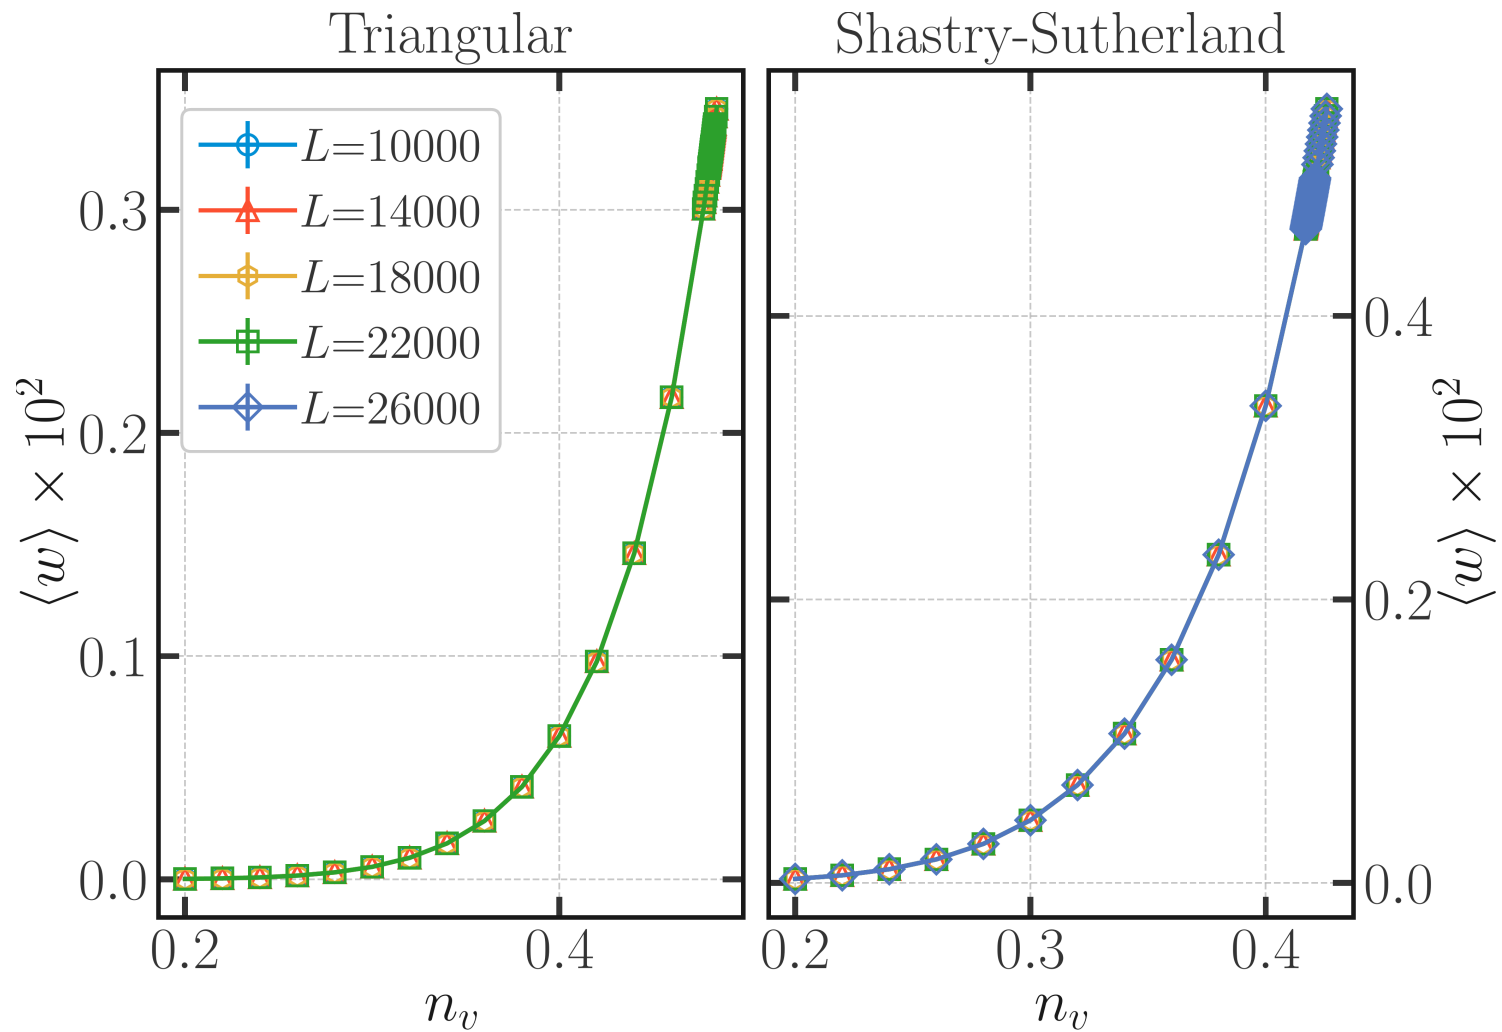 Triangular
Shastry-Sutherland
L=10000
L=14000
L=18000
L=22000
L=26000
0.3
0.2
0.1
0.0
⟨w⟩ × 10²
0.2
0.4
n_v
0.4
0.2
0.0
⟨w⟩ × 10²
0.2
0.3
0.4
n_v